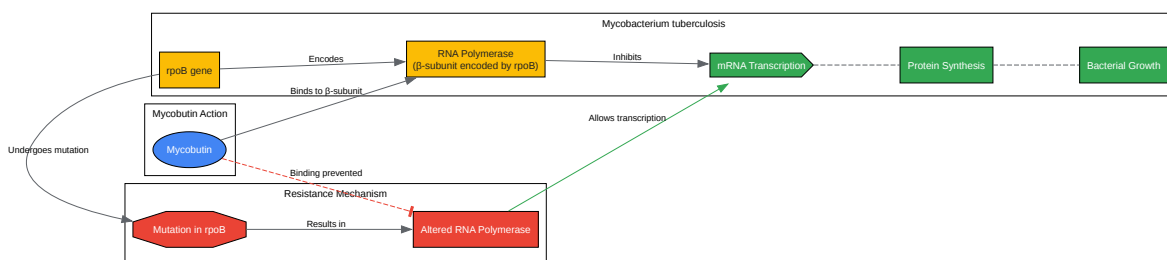 Mycobacterium tuberculosis
rpoB gene
Encodes
RNA Polymerase
(β-subunit encoded by rpoB)
Inhibits
mRNA Transcription
Protein Synthesis
Bacterial Growth
Binds to β-subunit
Mycobutin Action
Mycobutin
Allows transcription
Undergoes mutation
Binding prevented
Resistance Mechanism
Mutation in rpoB
Results in
Altered RNA Polymerase